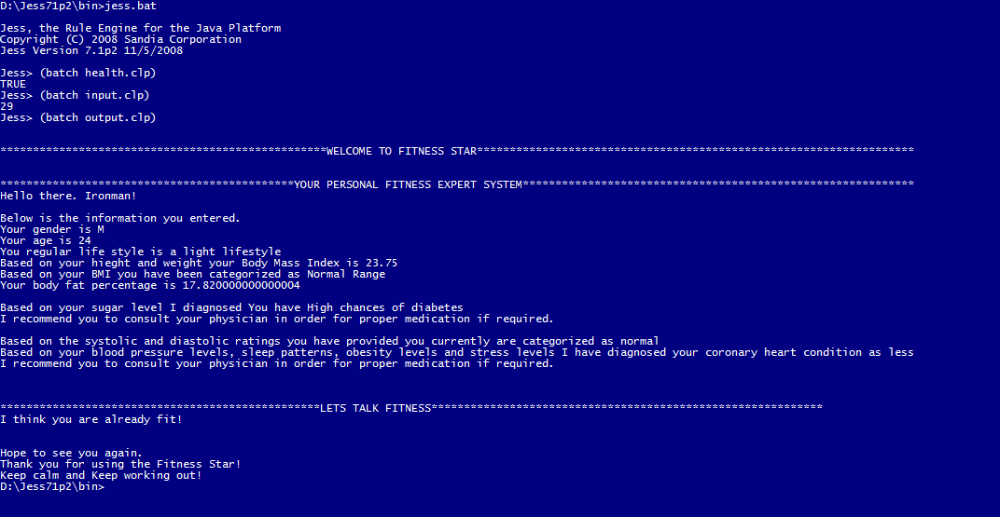 D:\Jess71p2\bin>jess.bat
Jess, the Rule Engine for the Java Platform
Copyright (C) 2008 Sandia Corporation
Jess Version 7.1p2 11/5/2008
Jess> (batch health.clp)
TRUE
Jess> (batch input.clp)
29
Jess> (batch output.clp)
**************************************************WELCOME TO FITNESS STAR*******************************************************************
*********************************************YOUR PERSONAL FITNESS EXPERT SYSTEM************************************************************
Hello there. Ironman!
Below is the information you entered.
Your gender is M
Your age is 24
You regular life style is a light lifestyle
Based on your hieght and weight your Body Mass Index is 23.75
Based on your BMI you have been categorized as Normal Range
Your body fat percentage is 17.820000000000004
Based on your sugar level I diagnosed You have High chances of diabetes
I recommend you to consult your physician in order for proper medication if required.
Based on the systolic and diastolic ratings you have provided you currently are categorized as normal
Based on your blood pressure levels, sleep patterns, obesity levels and stress levels I have diagnosed your coronary heart condition as less
I recommend you to consult your physician in order for proper medication if required.
*************************************************LETS TALK FITNESS************************************************************
I think you are already fit!
Hope to see you again.
Thank you for using the Fitness Star!
Keep calm and Keep working out!
D:\Jess71p2\bin>